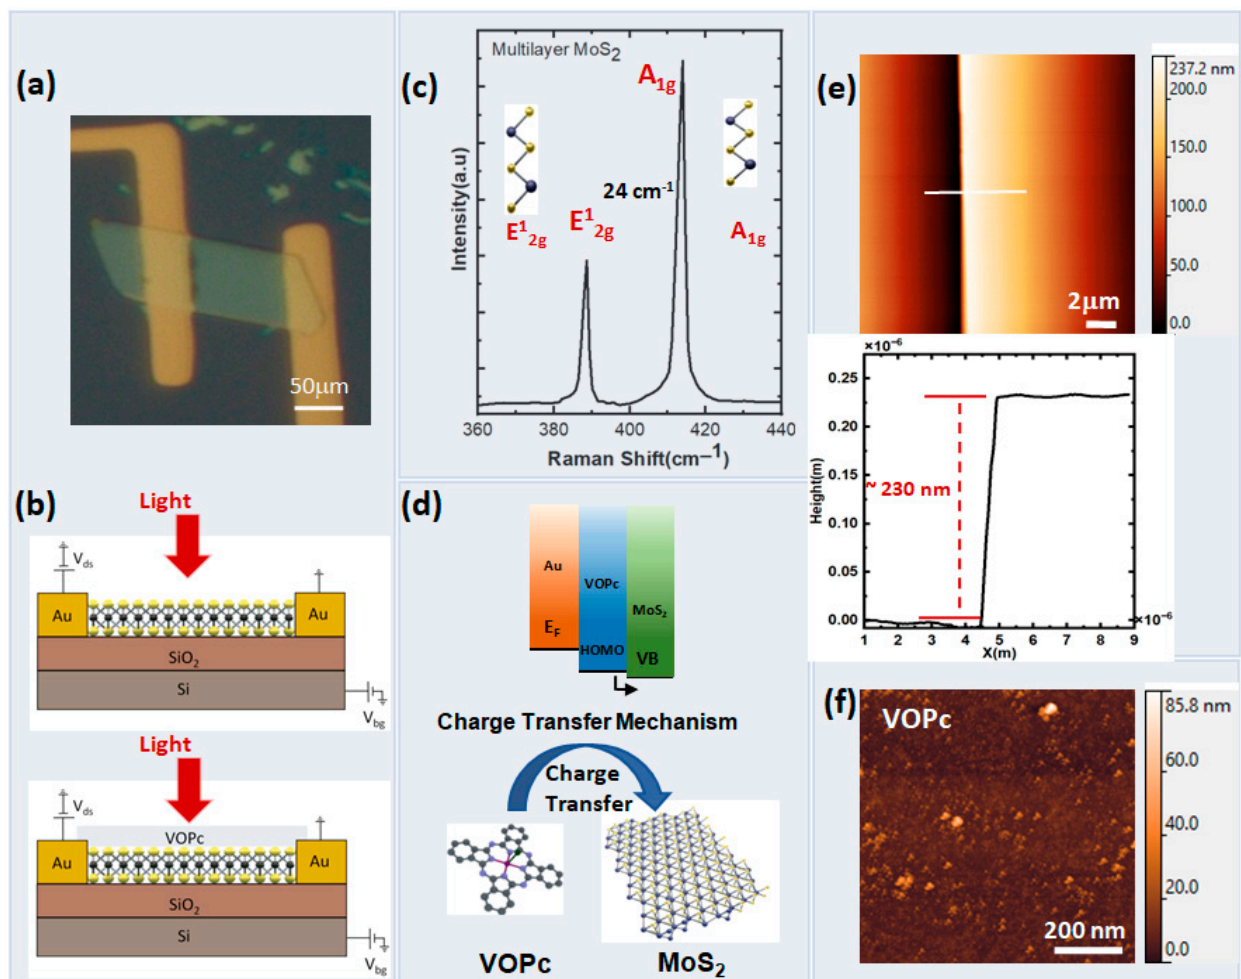 (a)
50μm
(b)
Light
V_ds
Au
Au
SiO₂
Si
V_bg
Light
V_ds
VOPc
Au
Au
SiO₂
Si
V_bg
(c)
Multilayer MoS₂
A₁g
24 cm⁻¹
E¹₂g
E¹₂g
A₁g
Intensity(a.u)
360 380 400 420 440
Raman Shift(cm⁻¹)
(d)
Au
VOPc
MoS₂
E_F
HOMO
VB
Charge Transfer Mechanism
Charge
Transfer
VOPc
MoS₂
(e)
237.2 nm
200.0
150.0
100.0
50.0
0.0
2μm
×10⁻⁶
0.25
0.20
0.15
0.10
0.05
0.00
Height(m)
~ 230 nm
1 2 3 4 5 6 7 8 9
×10⁻⁶
X(m)
(f)
VOPc
85.8 nm
60.0
40.0
20.0
0.0
200 nm